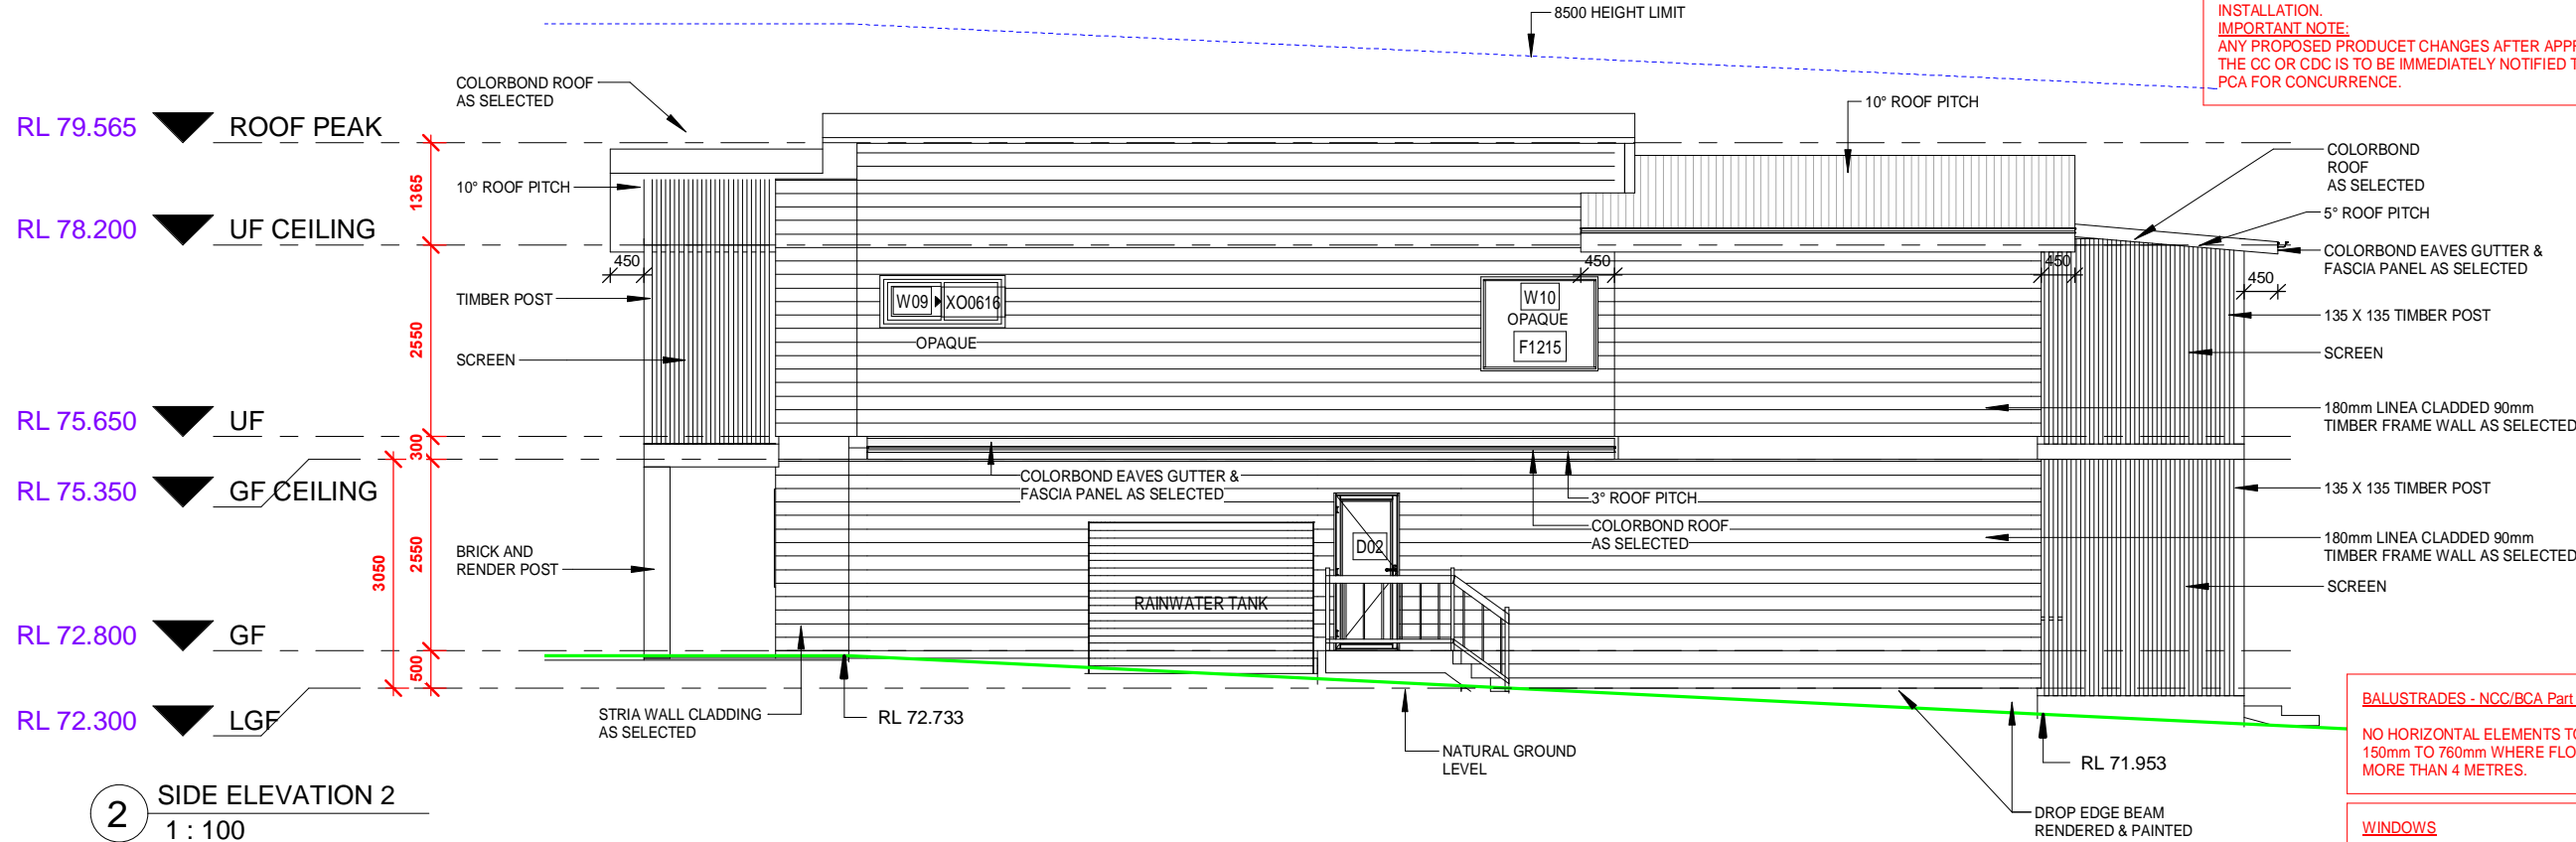 8500 HEIGHT LIMIT
INSTALLATION.
IMPORTANT NOTE:
ANY PROPOSED PRODUCET CHANGES AFTER
THE CC OR CDC IS TO BE IMMEDIATELY NOTIFIED
PCA FOR CONCURRENCE.
COLORBOND ROOF
AS SELECTED
10° ROOF PITCH
RL 79.565 ROOF PEAK
COLORBOND
ROOF
AS SELECTED
1365
10° ROOF PITCH
5° ROOF PITCH
RL 78.200 UF CEILING
COLORBOND EAVES GUTTER &
FASCIA PANEL AS SELECTED
450
450
450
450
TIMBER POST
W09 XO0616
OPAQUE
W10
OPAQUE
F1215
135 X 135 TIMBER POST
2550
SCREEN
SCREEN
180mm LINEA CLADDED 90mm
TIMBER FRAME WALL AS SELECTED
RL 75.650 UF
300
COLORBOND EAVES GUTTER &
FASCIA PANEL AS SELECTED
3° ROOF PITCH
COLORBOND ROOF
AS SELECTED
135 X 135 TIMBER POST
RL 75.350 GF CEILING
D02
180mm LINEA CLADDED 90mm
TIMBER FRAME WALL AS SELECTED
BRICK AND
RENDER POST
3050
2550
SCREEN
RAINWATER TANK
RL 72.800 GF
500
RL 72.300 LGF
STRIA WALL CLADDING
AS SELECTED
RL 72.733
NATURAL GROUND
LEVEL
RL 71.953
DROP EDGE BEAM
RENDERED & PAINTED
BALUSTRADES - NCC/BCA Part
NO HORIZONTAL ELEMENTS
150mm TO 760mm WHERE
MORE THAN 4 METRES.
WINDOWS
2 SIDE ELEVATION 2
1 : 100